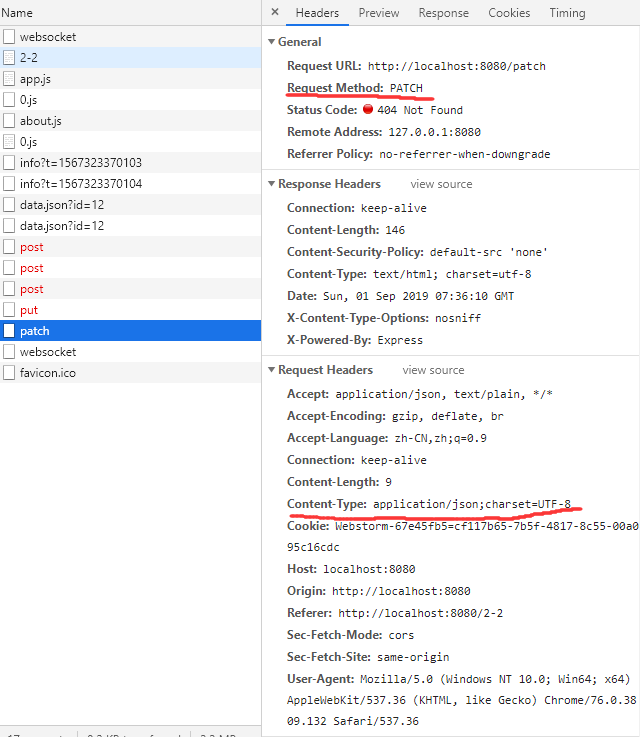 Name
websocket
2-2
app.js
0.js
about.js
0.js
info?t=1567323370103
info?t=1567323370104
data.json?id=12
data.json?id=12
post
post
post
put
patch
websocket
favicon.ico
× Headers Preview Response Cookies Timing
General
Request URL: http://localhost:8080/patch
Request Method: PATCH
Status Code: 404 Not Found
Remote Address: 127.0.0.1:8080
Referrer Policy: no-referrer-when-downgrade
Response Headers view source
Connection: keep-alive
Content-Length: 146
Content-Security-Policy: default-src 'none'
Content-Type: text/html; charset=utf-8
Date: Sun, 01 Sep 2019 07:36:10 GMT
X-Content-Type-Options: nosniff
X-Powered-By: Express
Request Headers view source
Accept: application/json, text/plain, */*
Accept-Encoding: gzip, deflate, br
Accept-Language: zh-CN,zh;q=0.9
Connection: keep-alive
Content-Length: 9
Content-Type: application/json;charset=UTF-8
Cookie: Webstorm-67e45fb5=cf117b65-7b5f-4817-8c55-00a0
95c16cdc
Host: localhost:8080
Origin: http://localhost:8080
Referer: http://localhost:8080/2-2
Sec-Fetch-Mode: cors
Sec-Fetch-Site: same-origin
User-Agent: Mozilla/5.0 (Windows NT 10.0; Win64; x64)
AppleWebKit/537.36 (KHTML, like Gecko) Chrome/76.0.38
09.132 Safari/537.36